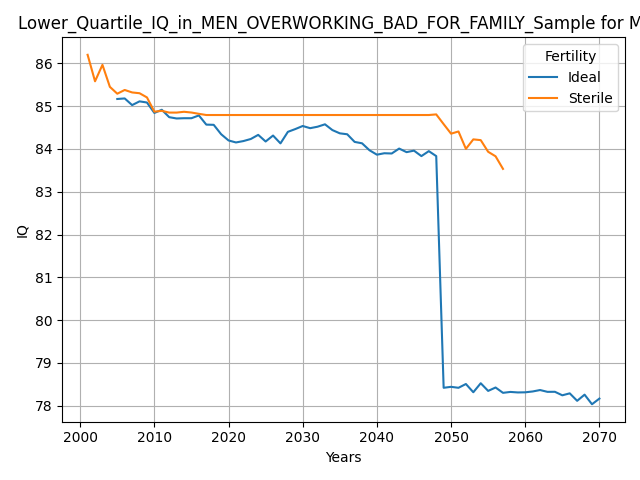 Lower_Quartile_IQ_in_MEN_OVERWORKING_BAD_FOR_FAMILY_Sample for M
Fertility
Ideal
Sterile
86
85
84
83
82
81
80
79
78
IQ
2000 2010 2020 2030 2040 2050 2060 2070
Years